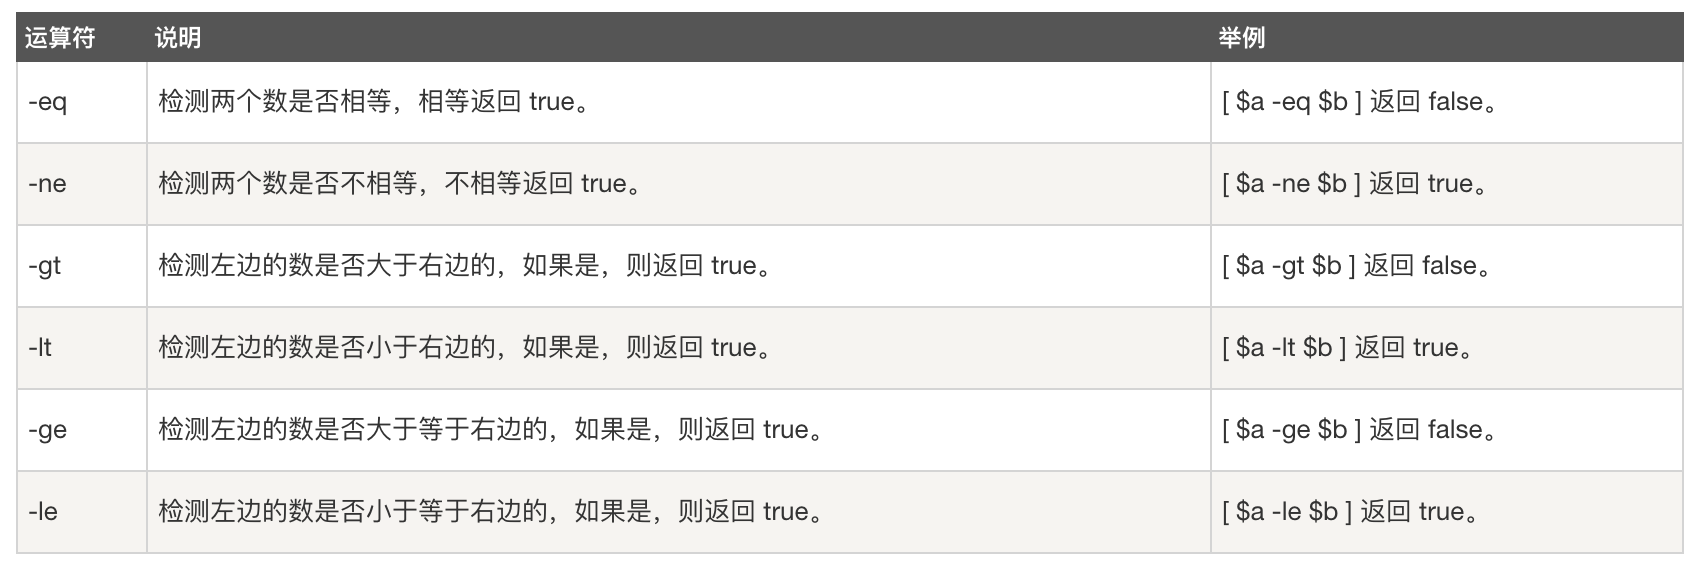 运算符 说明 举例
-eq 检测两个数是否相等，相等返回 true。 [ $a -eq $b ] 返回 false。
-ne 检测两个数是否不相等，不相等返回 true。 [ $a -ne $b ] 返回 true。
-gt 检测左边的数是否大于右边的，如果是，则返回 true。 [ $a -gt $b ] 返回 false。
-lt 检测左边的数是否小于右边的，如果是，则返回 true。 [ $a -lt $b ] 返回 true。
-ge 检测左边的数是否大于等于右边的，如果是，则返回 true。 [ $a -ge $b ] 返回 false。
-le 检测左边的数是否小于等于右边的，如果是，则返回 true。 [ $a -le $b ] 返回 true。